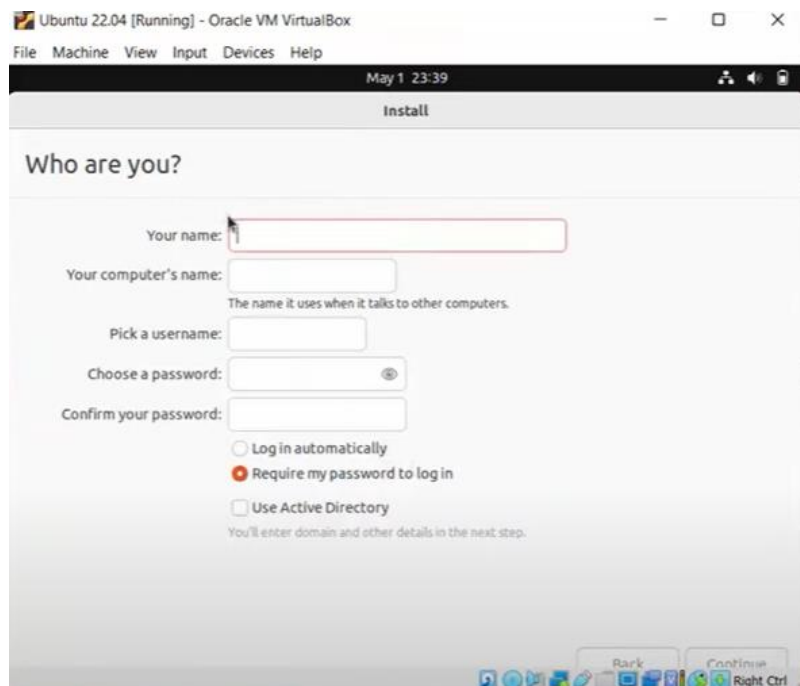 Ubuntu 22.04 [Running] - Oracle VM VirtualBox
File Machine View Input Devices Help
May 1 23:39
Install
Who are you?
Your name:
Your computer's name:
The name it uses when it talks to other computers.
Pick a username:
Choose a password:
Confirm your password:
Log in automatically
Require my password to log in
Use Active Directory
You'll enter domain and other details in the next step.
Back Continue
Right Ctrl